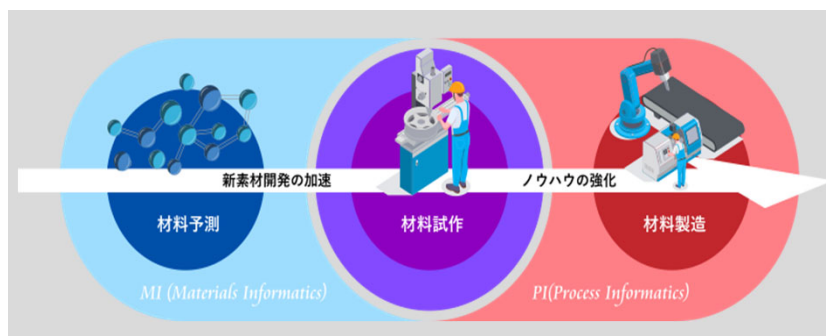 新素材開発の加速
ノウハウの強化
材料予測
材料試作
材料製造
MI (Materials Informatics)
PI(Process Informatics)